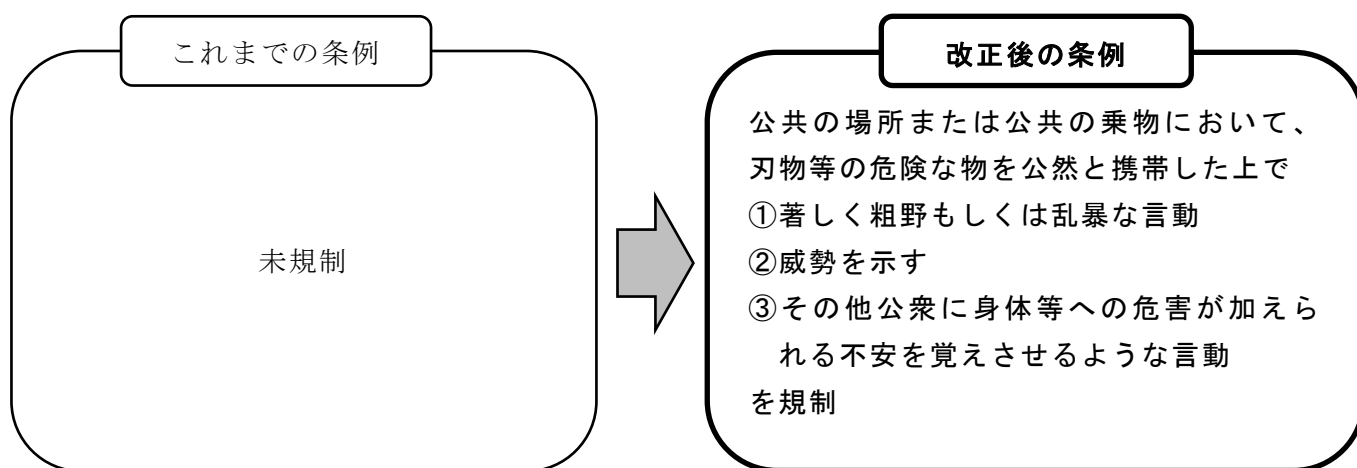 これまでの条例
未規制
改正後の条例
公共の場所または公共の乗物において、
刃物等の危険な物を公然と携帯した上で
①著しく粗野もしくは乱暴な言動
②威勢を示す
③その他公衆に身体等への危害が加えら
れる不安を覚えさせるような言動
を規制